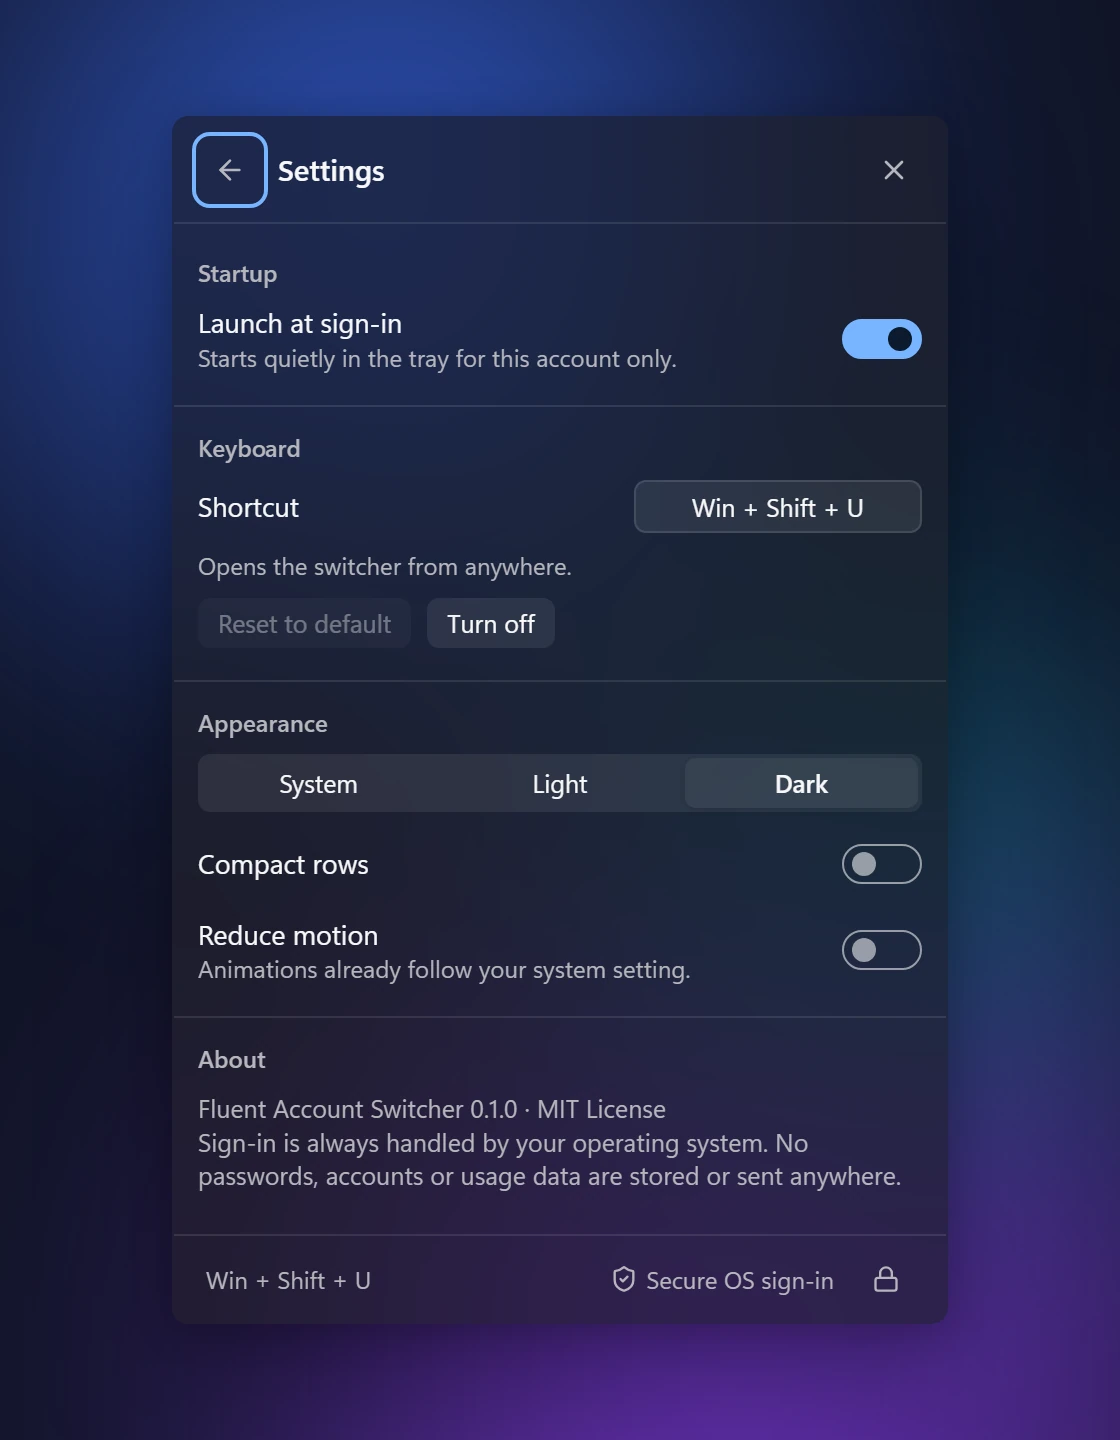 Settings
Startup
Launch at sign-in
Starts quietly in the tray for this account only.
Keyboard
Shortcut
Win + Shift + U
Opens the switcher from anywhere.
Reset to default
Turn off
Appearance
System
Light
Dark
Compact rows
Reduce motion
Animations already follow your system setting.
About
Fluent Account Switcher 0.1.0 · MIT License
Sign-in is always handled by your operating system. No
passwords, accounts or usage data are stored or sent anywhere.
Win + Shift + U
Secure OS sign-in